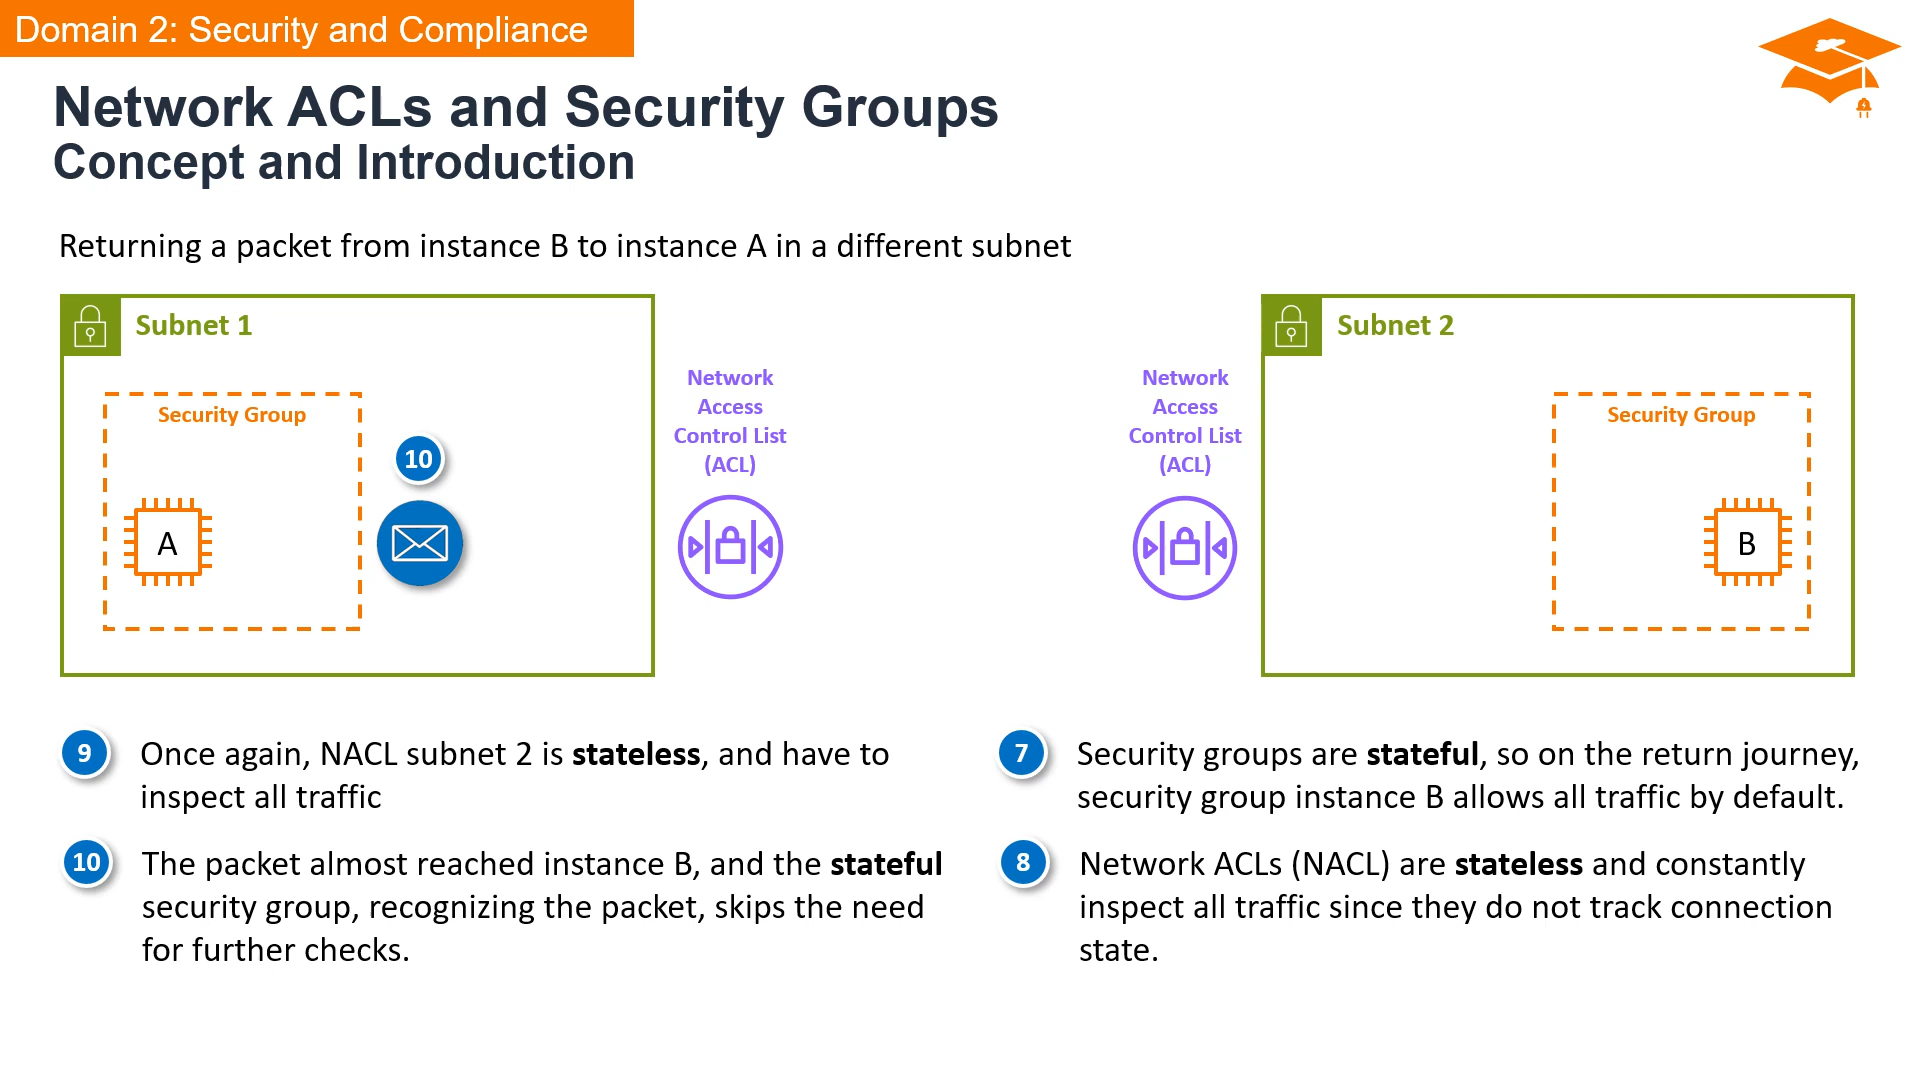 Domain 2: Security and Compliance
Network ACLs and Security Groups
Concept and Introduction
Returning a packet from instance B to instance A in a different subnet
Subnet 1
Security Group
10
A
Network
Access
Control List
(ACL)
Network
Access
Control List
(ACL)
Subnet 2
Security Group
B
9
Once again, NACL subnet 2 is stateless, and have to
inspect all traffic
10
The packet almost reached instance B, and the stateful
security group, recognizing the packet, skips the need
for further checks.
7
Security groups are stateful, so on the return journey,
security group instance B allows all traffic by default.
8
Network ACLs (NACL) are stateless and constantly
inspect all traffic since they do not track connection
state.